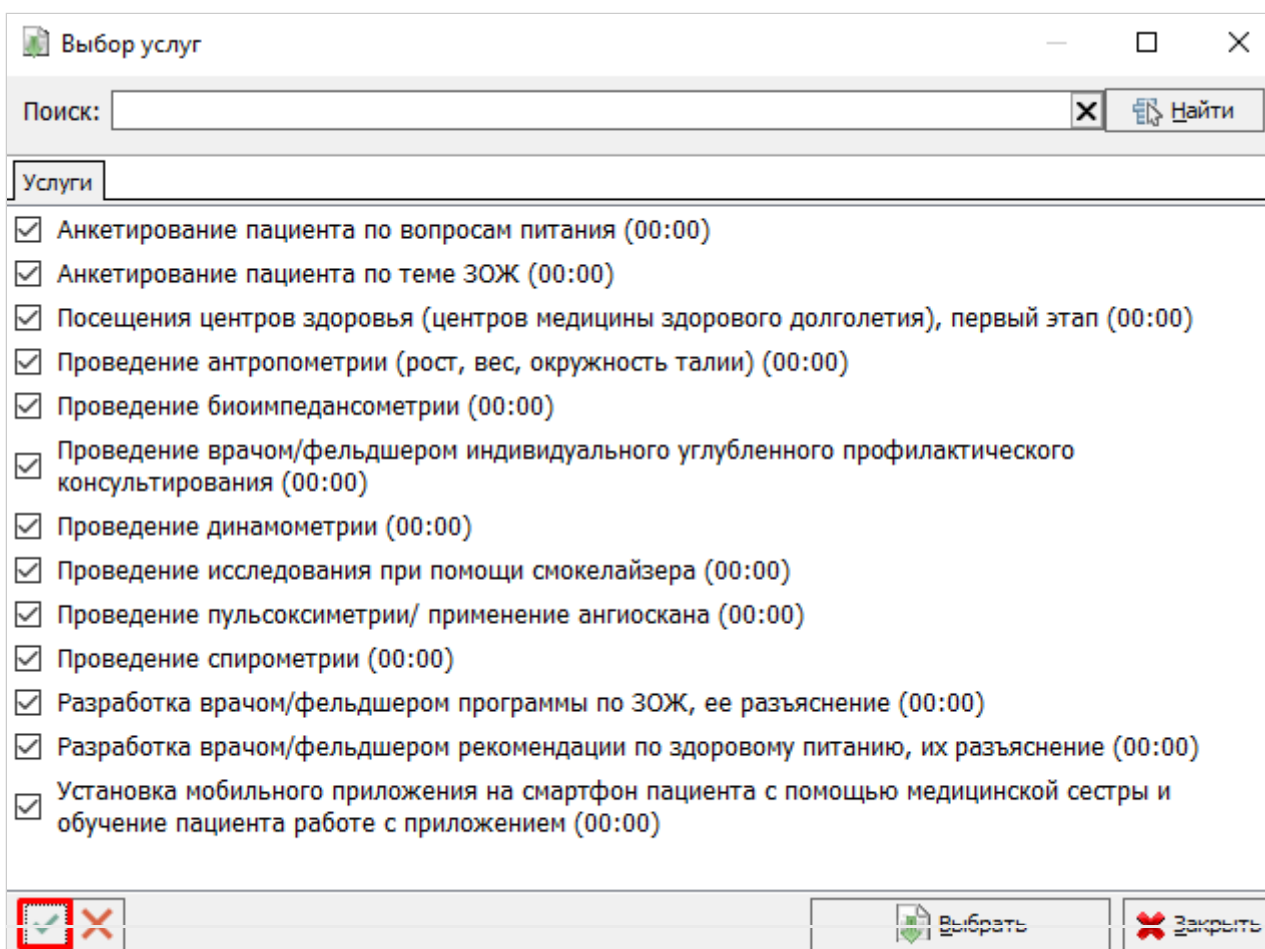 Выбор услуг
Поиск: Найти
Услуги
Анкетирование пациента по вопросам питания (00:00)
Анкетирование пациента по теме ЗОЖ (00:00)
Посещения центров здоровья (центров медицины здорового долголетия), первый этап (00:00)
Проведение антропометрии (рост, вес, окружность талии) (00:00)
Проведение биоимпедансометрии (00:00)
Проведение врачом/фельдшером индивидуального углубленного профилактического
консультирования (00:00)
Проведение динамометрии (00:00)
Проведение исследования при помощи смокелайзера (00:00)
Проведение пульсоксиметрии/ применение ангиоскана (00:00)
Проведение спирометрии (00:00)
Разработка врачом/фельдшером программы по ЗОЖ, ее разъяснение (00:00)
Разработка врачом/фельдшером рекомендации по здоровому питанию, их разъяснение (00:00)
Установка мобильного приложения на смартфон пациента с помощью медицинской сестры и
обучение пациента работе с приложением (00:00)
Выбрать Закрыть